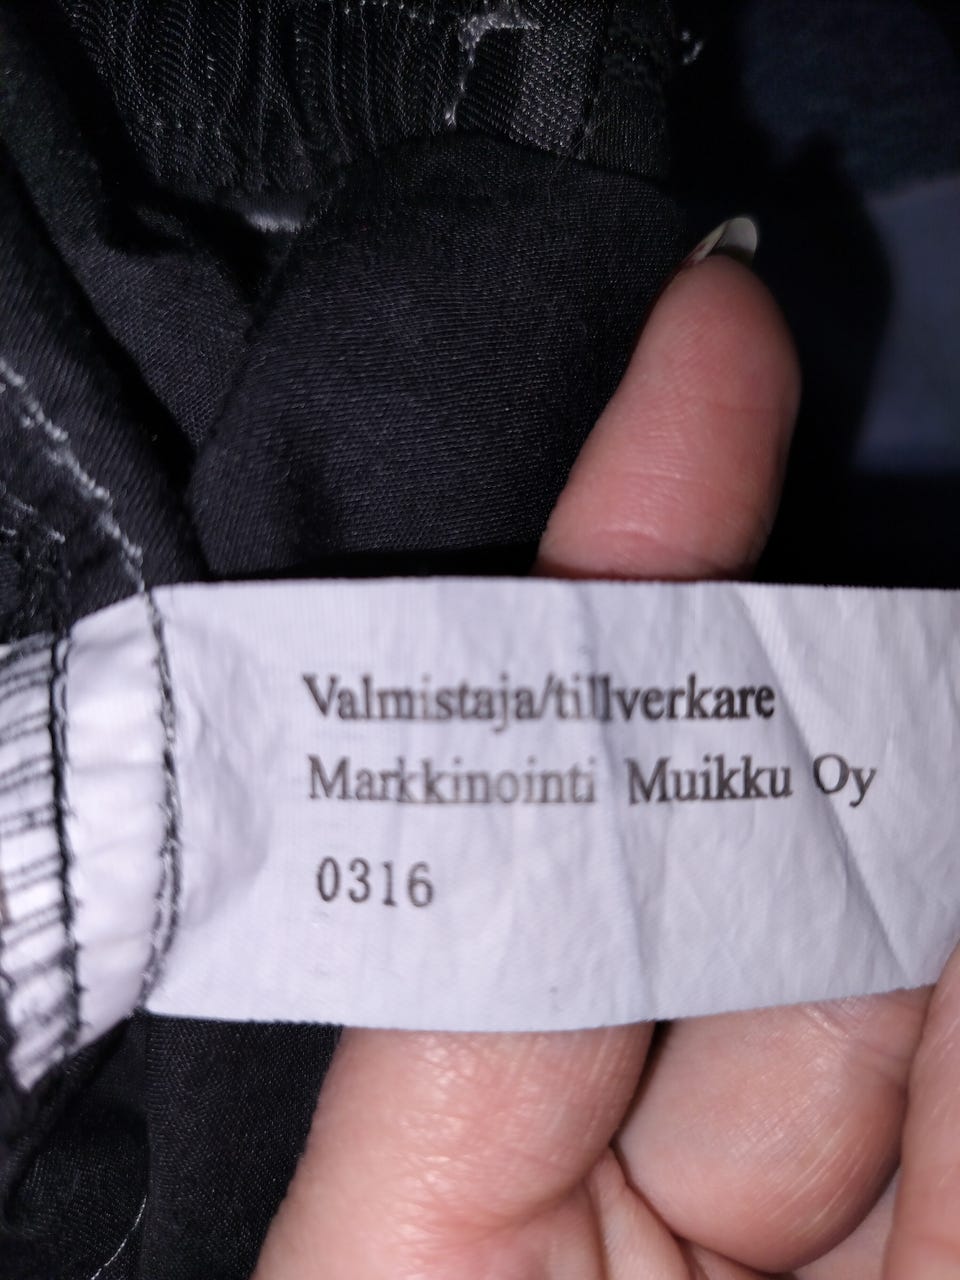 Valmistaja/tillverkare
Markkinointi Muikku Oy
0316